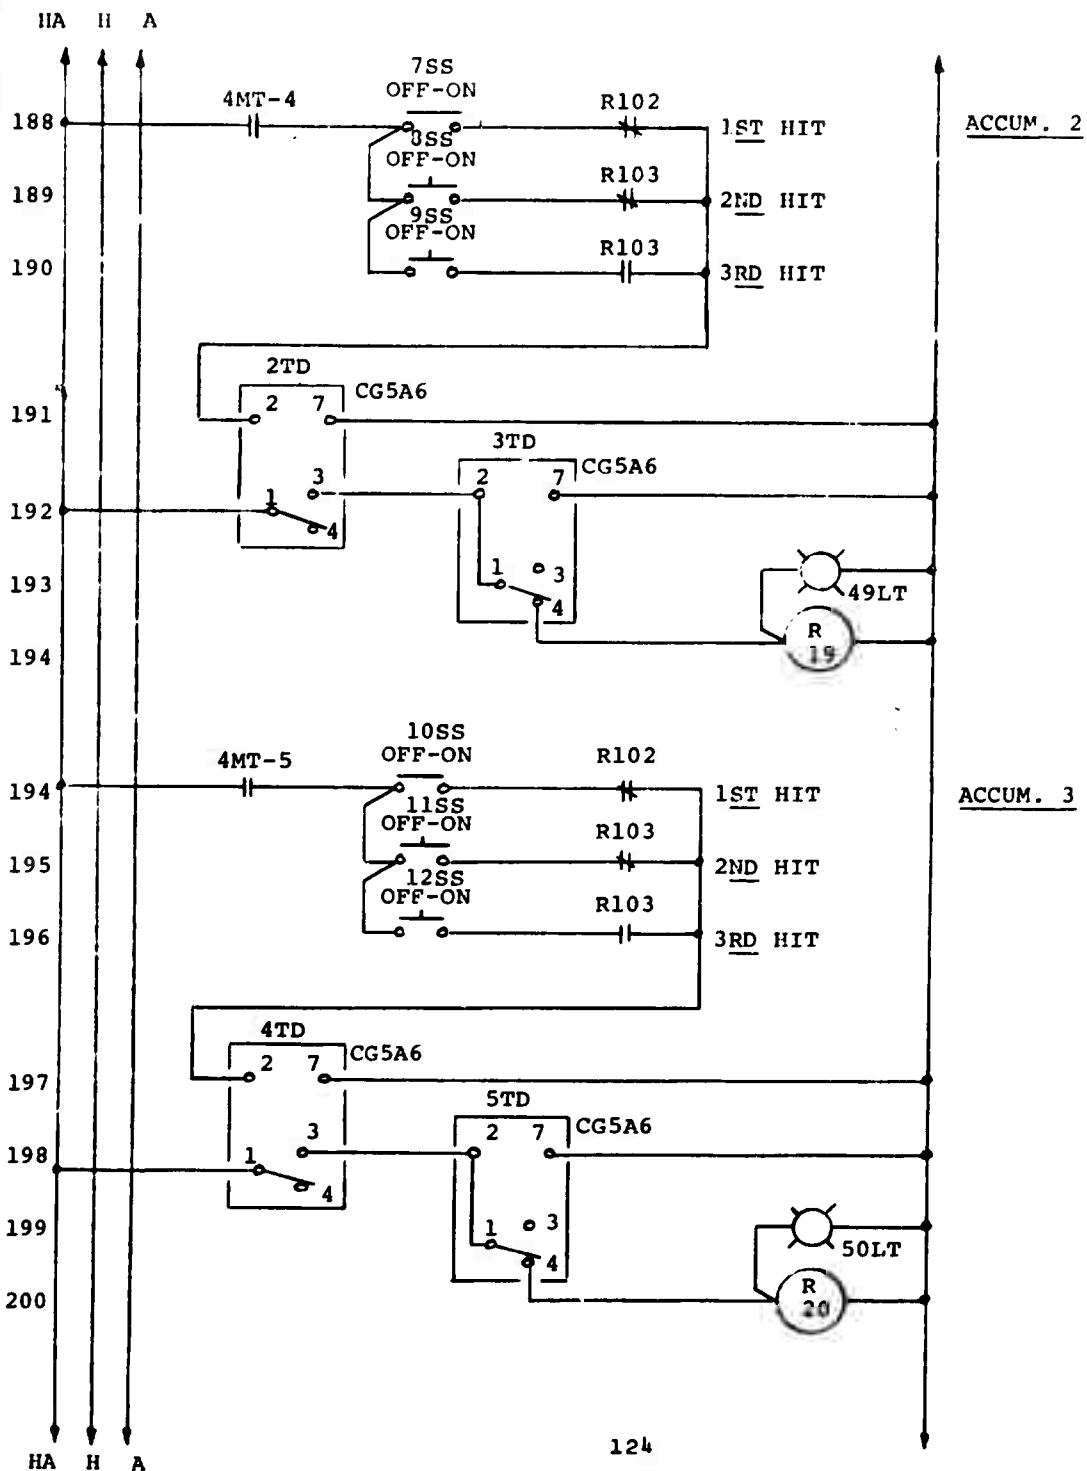 HA H A
7SS
OFF-ON
4MT-4
R102
188
1ST HIT
ACCUM. 2
8SS
OFF-ON
R103
189
2ND HIT
9SS
OFF-ON
R103
190
3RD HIT
2TD
CG5A6
191
2 7
3TD
CG5A6
3
2 7
192
1
4
193
1
3
4
49LT
194
R
19
10SS
OFF-ON
4MT-5
R102
194
1ST HIT
ACCUM. 3
11SS
OFF-ON
R103
195
2ND HIT
12SS
OFF-ON
R103
196
3RD HIT
4TD
CG5A6
197
2 7
5TD
CG5A6
3
2 7
198
1
4
199
1
3
4
50LT
200
R
20
124
HA H A